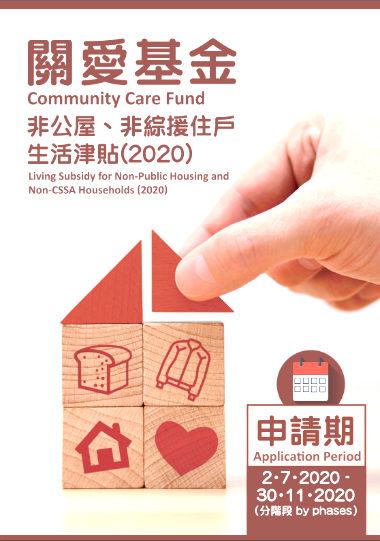 關愛基金
Community Care Fund
非公屋、非綜援住戶
生活津貼(2020)
Living Subsidy for Non-Public Housing and
Non-CSSA Households (2020)
申請期
Application Period
2·7·2020 -
30·11·2020
(分階段 by phases)